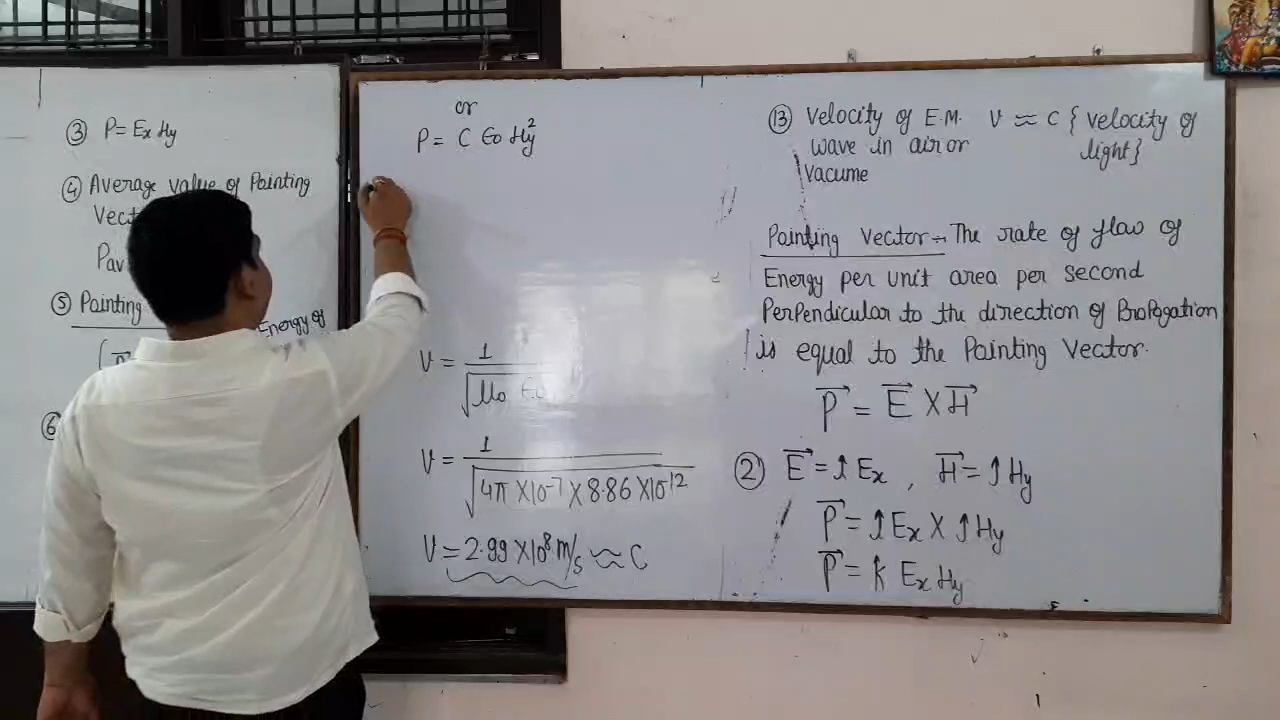 ③ P= Ex Hy
④ Average value of Painting
Pav
⑤ Painting
Energy of
⑥
or
P= C Eo Hy²
V= 1/√μo
V= 1/√4π X10-7 X 8.86 X10-12
V= 2.99 X10⁸ m/s ≈ C
⑬ Velocity of E.M. V ≈ C { velocity of
wave in air or light}
Vacume
Painting Vector → The rate of flow of
Energy per unit area per second
Perpendicular to the direction of Propogation
is equal to the Painting Vector.
P⃗ = E⃗ X H⃗
② E⃗ = î Ex , H⃗ = ĵ Hy
P⃗ = î Ex X ĵ Hy
P⃗ = k̂ Ex Hy